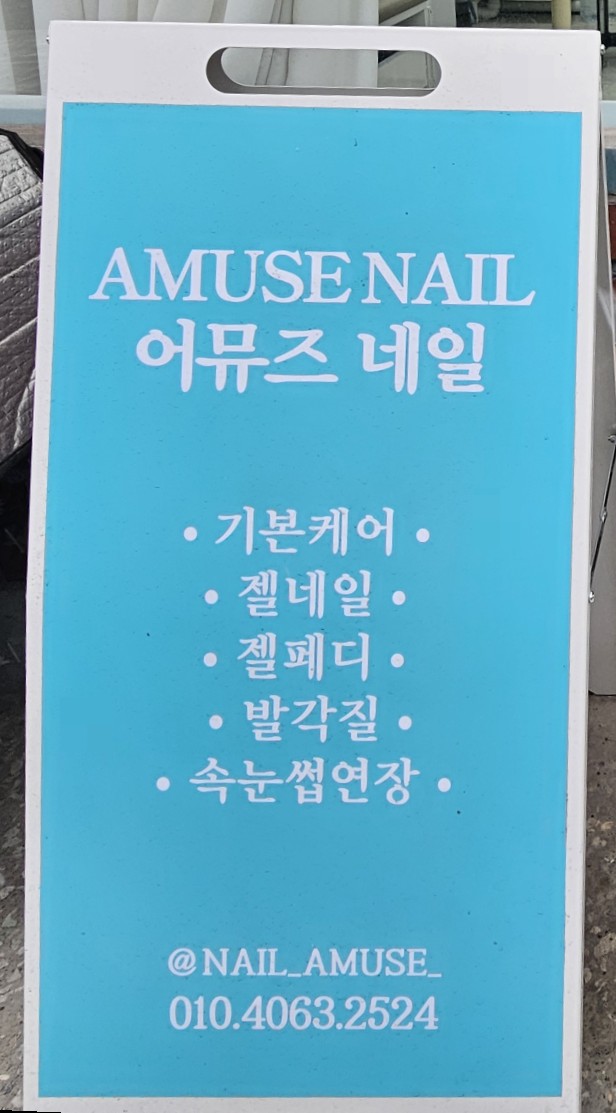 AMUSE NAIL
어뮤즈 네일
• 기본케어 •
• 젤네일 •
• 젤페디 •
• 발각질 •
• 속눈썹연장 •
@NAIL_AMUSE_
010.4063.2524